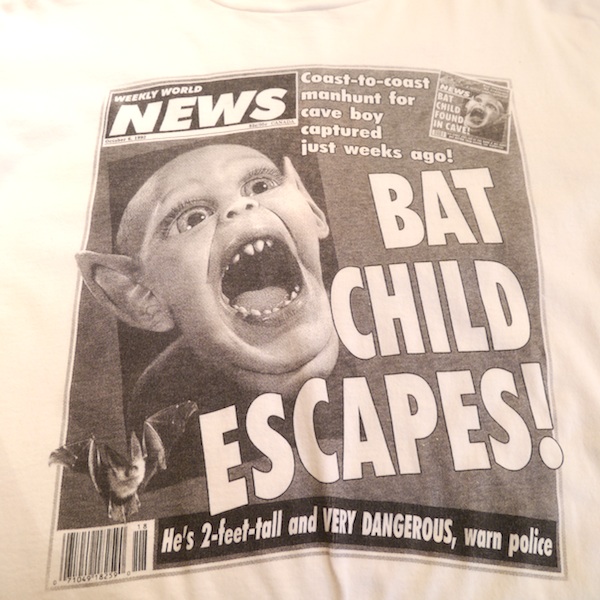 WEEKLY WORLD
NEWS
Coast-to-coast
manhunt for
cave boy
captured
just weeks ago!
NEWS
BAT
CHILD
FOUND
IN CAVE!
BAT
CHILD
ESCAPES!
He's 2-feet-tall and VERY DANGEROUS, warn police